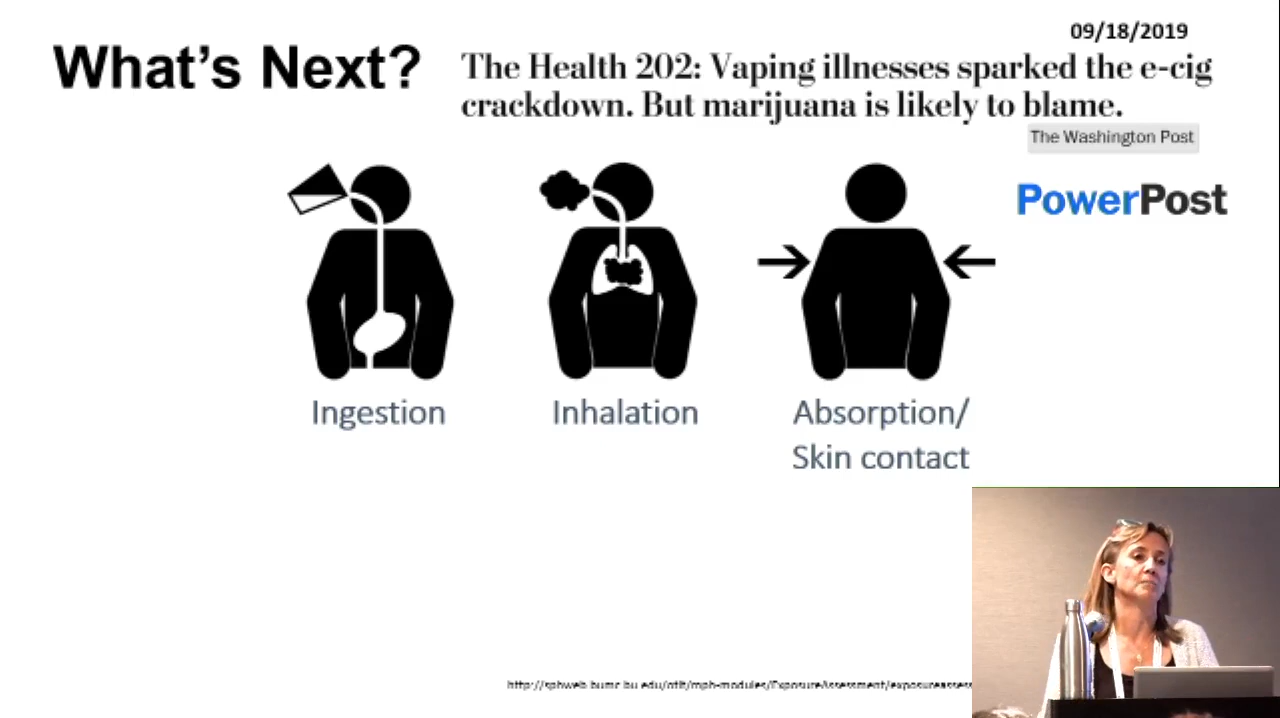 What's Next?
09/18/2019
The Health 202: Vaping illnesses sparked the e-cig
crackdown. But marijuana is likely to blame.
The Washington Post
PowerPost
Ingestion
Inhalation
Absorption/
Skin contact